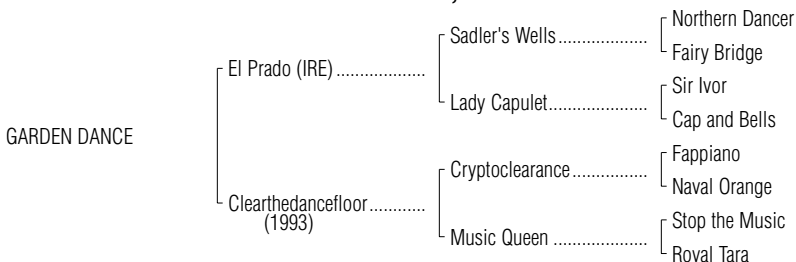 Northern Dancer
Sadler's Wells...................
Fairy Bridge
El Prado (IRE)...................
Sir Ivor
Lady Capulet.....................
Cap and Bells
GARDEN DANCE
Fappiano
Cryptoclearance................
Naval Orange
Clearthedancefloor............
(1993)
Stop the Music
Music Queen ....................
Royal Tara